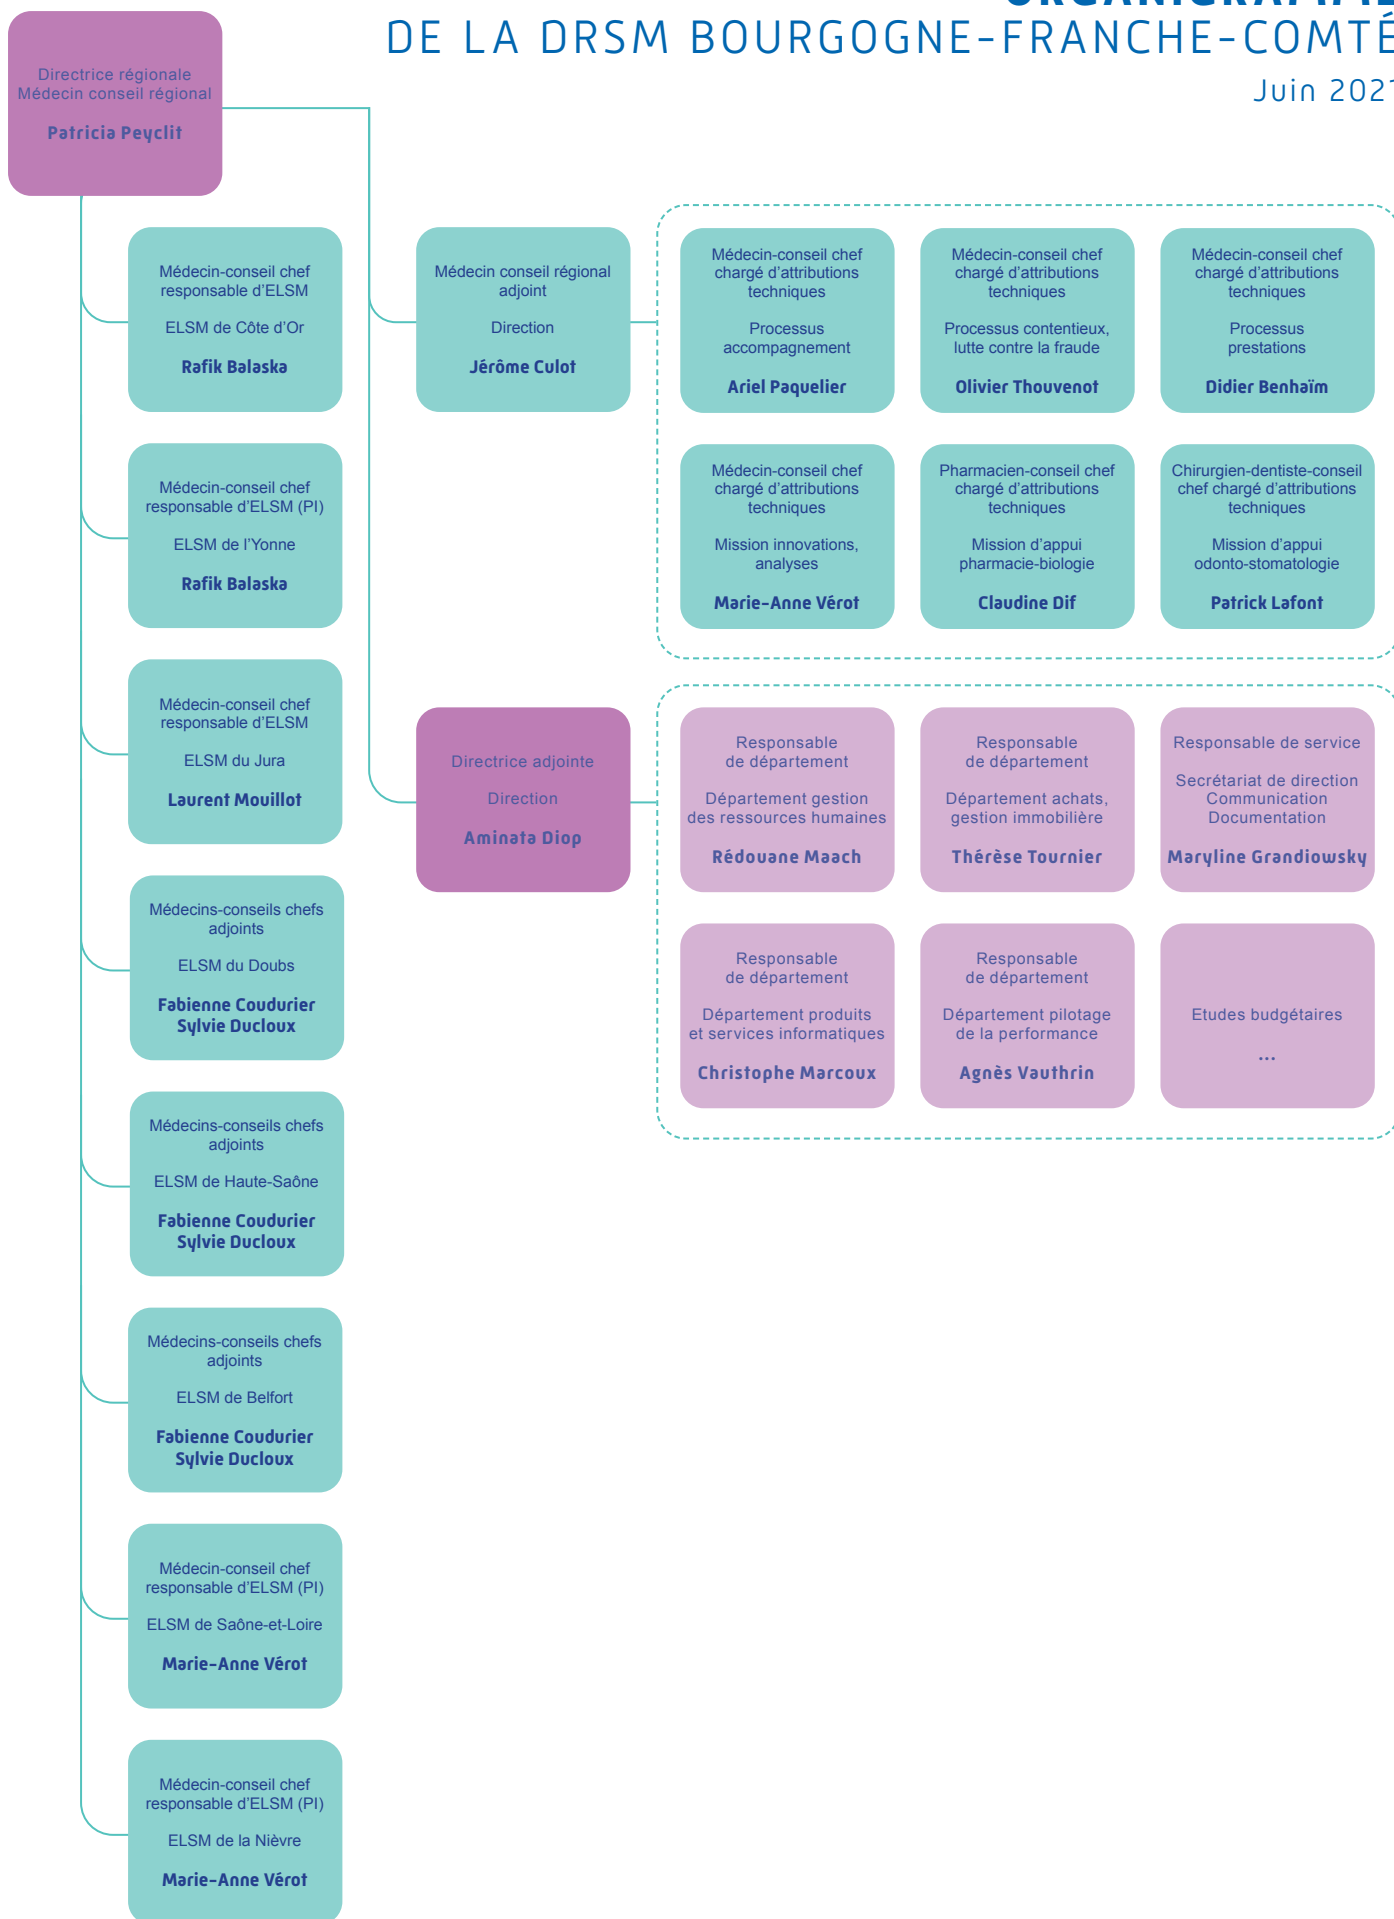 ORGANIGRAMME
DE LA DRSM BOURGOGNE-FRANCHE-COMTÉ
Juin 2021
Directrice régionale
Médecin conseil régional
Patricia Peyclit
Médecin-conseil chef
responsable d'ELSM
ELSM de Côte d'Or
Rafik Balaska
Médecin-conseil chef
responsable d'ELSM (PI)
ELSM de l'Yonne
Rafik Balaska
Médecin-conseil chef
responsable d'ELSM
ELSM du Jura
Laurent Mouillot
Médecins-conseils chefs
adjoints
ELSM du Doubs
Fabienne Coudurier
Sylvie Ducloux
Médecins-conseils chefs
adjoints
ELSM de Haute-Saône
Fabienne Coudurier
Sylvie Ducloux
Médecins-conseils chefs
adjoints
ELSM de Belfort
Fabienne Coudurier
Sylvie Ducloux
Médecin-conseil chef
responsable d'ELSM (PI)
ELSM de Saône-et-Loire
Marie-Anne Vérot
Médecin-conseil chef
responsable d'ELSM (PI)
ELSM de la Nièvre
Marie-Anne Vérot
Médecin conseil régional
adjoint
Direction
Jérôme Culot
Médecin-conseil chef
chargé d'attributions
techniques
Processus
accompagnement
Ariel Paquelier
Médecin-conseil chef
chargé d'attributions
techniques
Processus contentieux,
lutte contre la fraude
Olivier Thouvenot
Médecin-conseil chef
chargé d'attributions
techniques
Processus
prestations
Didier Benhaïm
Médecin-conseil chef
chargé d'attributions
techniques
Mission innovations,
analyses
Marie-Anne Vérot
Pharmacien-conseil chef
chargé d'attributions
techniques
Mission d'appui
pharmacie-biologie
Claudine Dif
Chirurgien-dentiste-conseil
chef chargé d'attributions
techniques
Mission d'appui
odonto-stomatologie
Patrick Lafont
Directrice adjointe
Direction
Aminata Diop
Responsable
de département
Département gestion
des ressources humaines
Rédouane Maach
Responsable
de département
Département achats,
gestion immobilière
Thérèse Tournier
Responsable de service
Secrétariat de direction
Communication
Documentation
Maryline Grandiowsky
Responsable
de département
Département produits
et services informatiques
Christophe Marcoux
Responsable
de département
Département pilotage
de la performance
Agnès Vauthrin
Etudes budgétaires
...